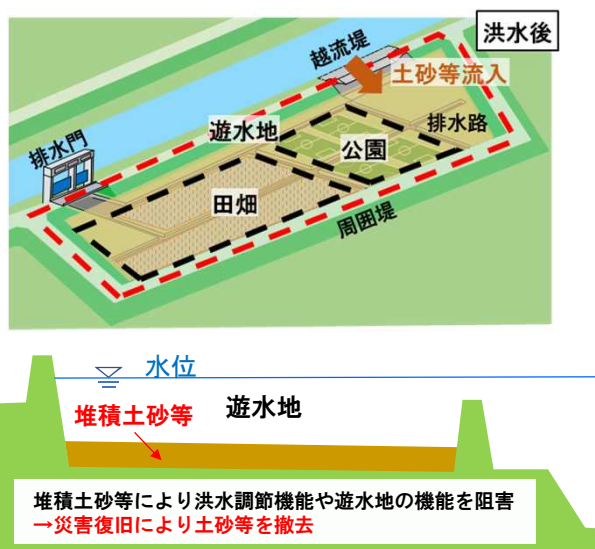 洪水後
越流堤
土砂等流入
排水門
遊水地
公園
排水路
田畑
周囲堤
水位
堆積土砂等
遊水地
堆積土砂等により洪水調節機能や遊水地の機能を阻害
→災害復旧により土砂等を撤去